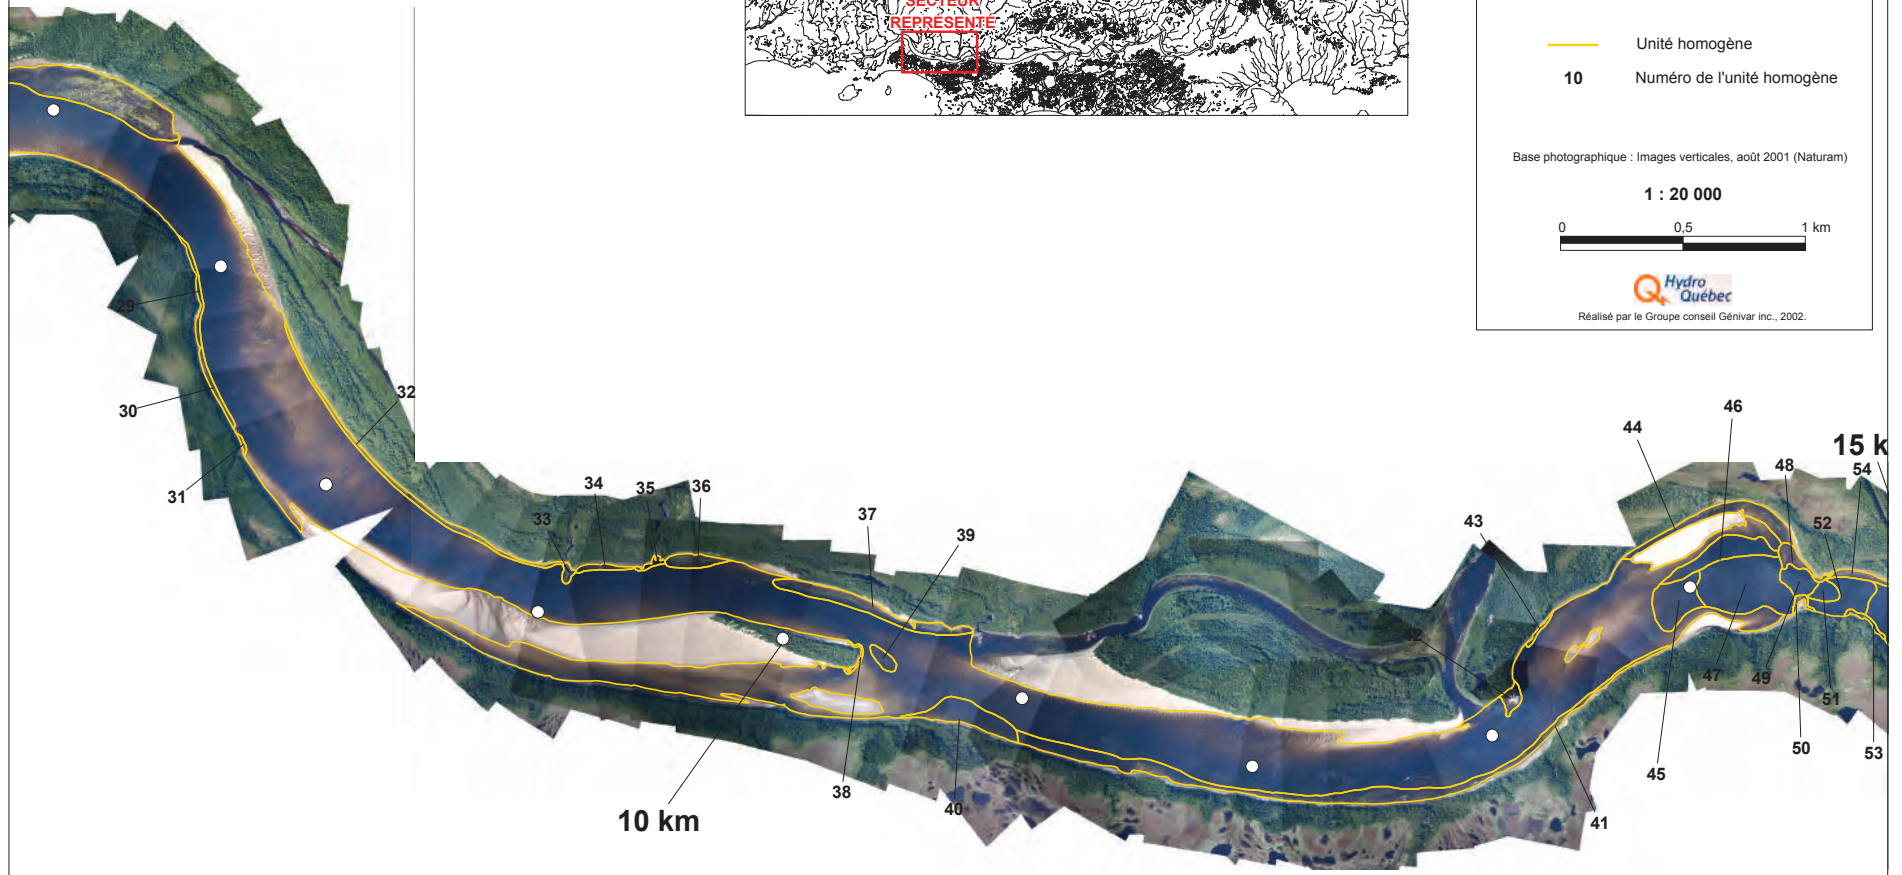 SECTEUR
REPRÉSENTÉ
Unité homogène
10
Numéro de l'unité homogène
Base photographique : Images verticales, août 2001 (Naturam)
1 : 20 000
0
0,5
1 km
Hydro
Québec
Réalisé par le Groupe conseil Génivar inc., 2002.
29
30
31
32
33
34
35
36
37
38
39
40
41
42
43
44
45
46
47
48
49
50
51
52
53
54
10 km
15 k